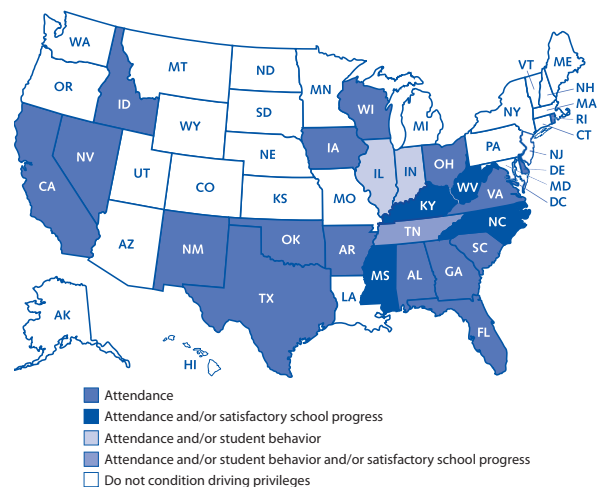 WA
MT
ND
MN
VT
ME
OR
ID
SD
WI
MI
NY
NH
MA
RI
CT
WY
NE
IA
PA
NJ
NV
UT
CO
IL
IN
OH
DE
MD
DC
CA
KS
MO
WV
VA
KY
NC
TN
AZ
NM
OK
AR
SC
MS
AL
GA
TX
LA
FL
AK
HI
Attendance
Attendance and/or satisfactory school progress
Attendance and/or student behavior
Attendance and/or student behavior and/or satisfactory school progress
Do not condition driving privileges